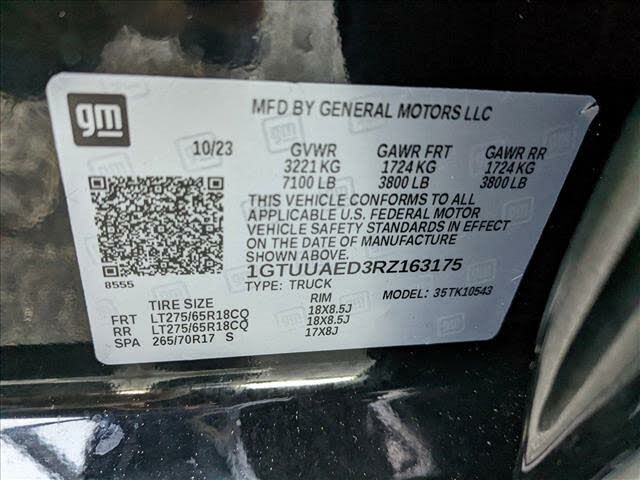 gm
MFD BY GENERAL MOTORS LLC
10/23 GVWR GAWR FRT GAWR RR
3221 KG 1724 KG 1724 KG
7100 LB 3800 LB 3800 LB
THIS VEHICLE CONFORMS TO ALL
APPLICABLE U.S. FEDERAL MOTOR
VEHICLE SAFETY STANDARDS IN EFFECT
ON THE DATE OF MANUFACTURE
SHOWN ABOVE.
8555 1GTUUAED3RZ163175
TYPE: TRUCK MODEL: 35TK10543
TIRE SIZE RIM
FRT LT275/65R18CQ 18X8.5J
RR LT275/65R18CQ 18X8.5J
SPA 265/70R17 S 17X8J